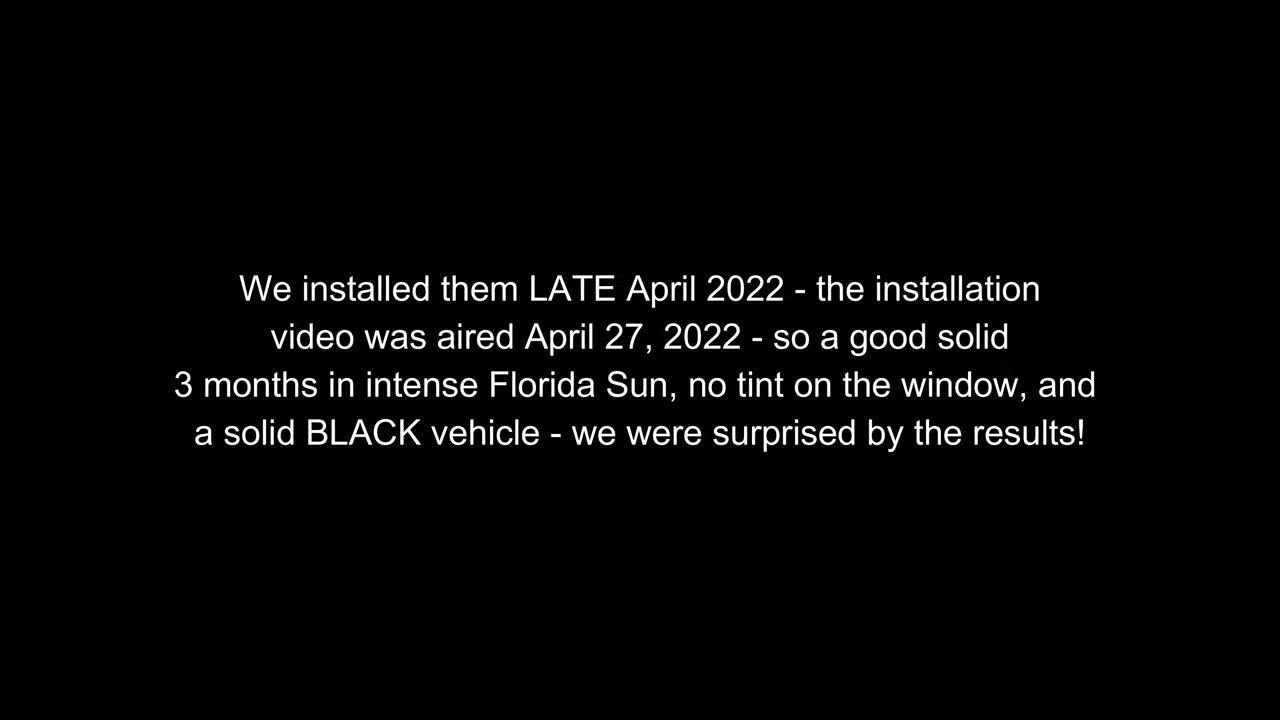 We installed them LATE April 2022 - the installation
video was aired April 27, 2022 - so a good solid
3 months in intense Florida Sun, no tint on the window, and
a solid BLACK vehicle - we were surprised by the results!